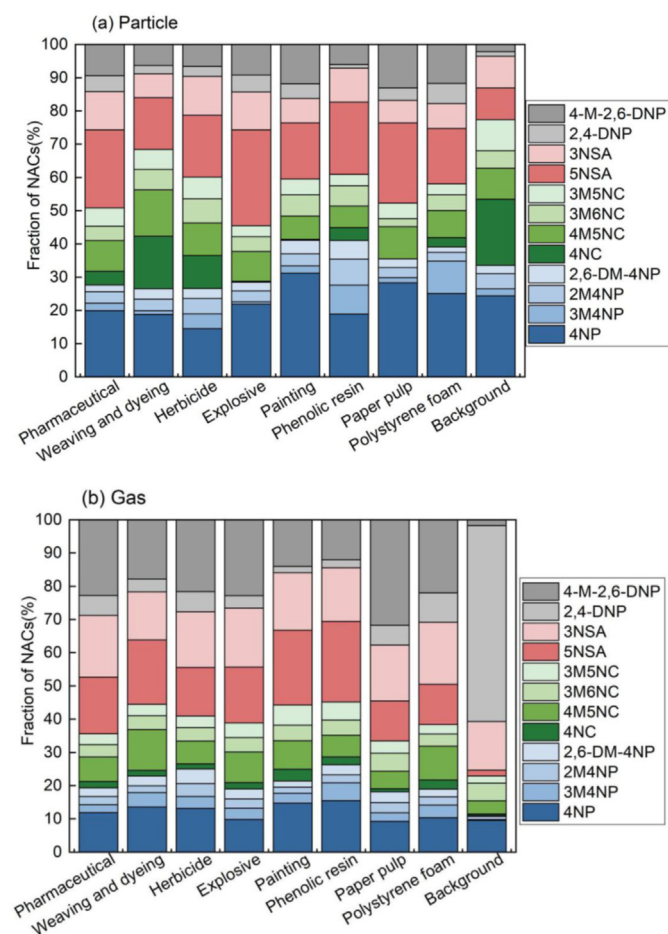 (a) Particle
Fraction of NACs(%)
100
90
80
70
60
50
40
30
20
10
0
Pharmaceutical
Weaving and dyeing
Herbicide
Explosive
Painting
Phenolic resin
Paper pulp
Polystyrene foam
Background
4-M-2,6-DNP
2,4-DNP
3NSA
5NSA
3M5NC
3M6NC
4M5NC
4NC
2,6-DM-4NP
2M4NP
3M4NP
4NP
(b) Gas
Fraction of NACs(%)
100
90
80
70
60
50
40
30
20
10
0
Pharmaceutical
Weaving and dyeing
Herbicide
Explosive
Painting
Phenolic resin
Paper pulp
Polystyrene foam
Background
4-M-2,6-DNP
2,4-DNP
3NSA
5NSA
3M5NC
3M6NC
4M5NC
4NC
2,6-DM-4NP
2M4NP
3M4NP
4NP